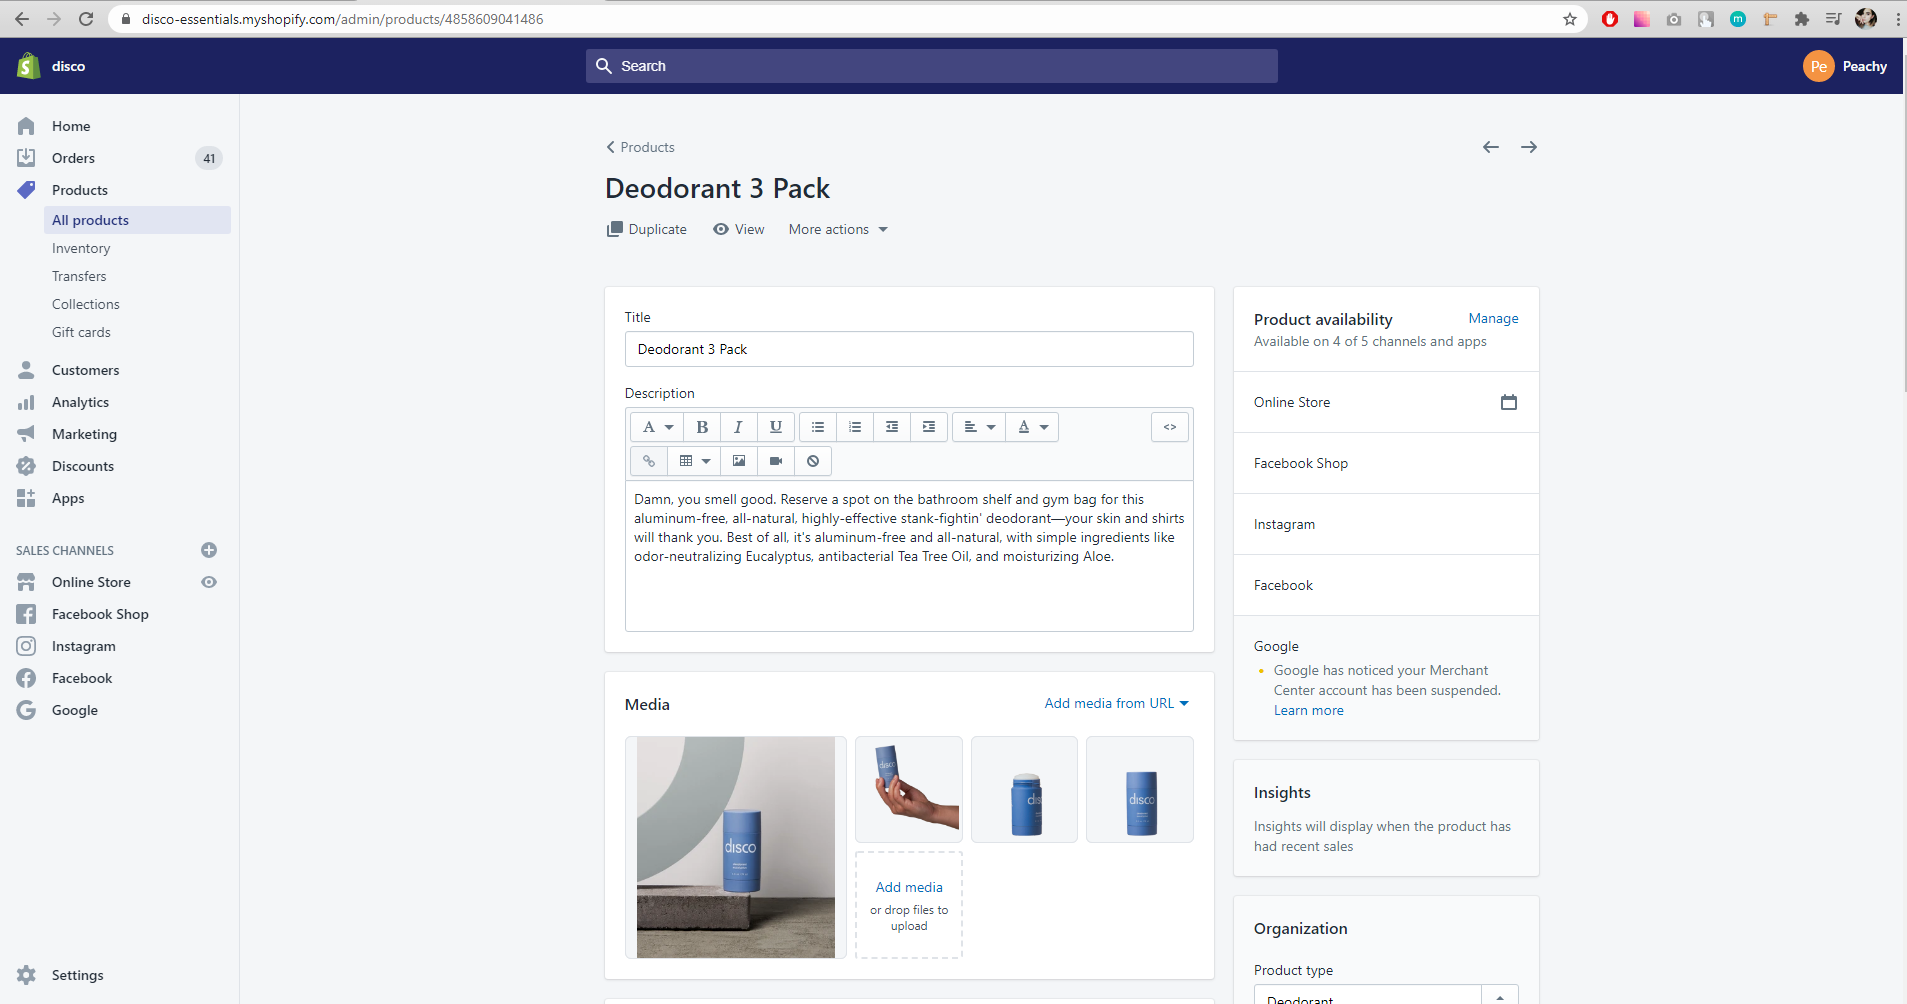 disco-essentials.myshopify.com/admin/products/4858609041486
m
disco
Search
Pe
Peachy
Home
Orders
41
Products
All products
Inventory
Transfers
Collections
Gift cards
Customers
Analytics
Marketing
Discounts
Apps
SALES CHANNELS
Online Store
Facebook Shop
Instagram
Facebook
Google
Settings
Products
Deodorant 3 Pack
Duplicate
View
More actions
Title
Deodorant 3 Pack
Description
A
B
I
U
A
<>
Damn, you smell good. Reserve a spot on the bathroom shelf and gym bag for this
aluminum-free, all-natural, highly-effective stank-fightin' deodorant—your skin and shirts
will thank you. Best of all, it's aluminum-free and all-natural, with simple ingredients like
odor-neutralizing Eucalyptus, antibacterial Tea Tree Oil, and moisturizing Aloe.
Media
Add media from URL
disco
disco
disc
disco
Add media
or drop files to
upload
Product availability
Manage
Available on 4 of 5 channels and apps
Online Store
Facebook Shop
Instagram
Facebook
Google
Google has noticed your Merchant
Center account has been suspended.
Learn more
Insights
Insights will display when the product has
had recent sales
Organization
Product type
Deodorant